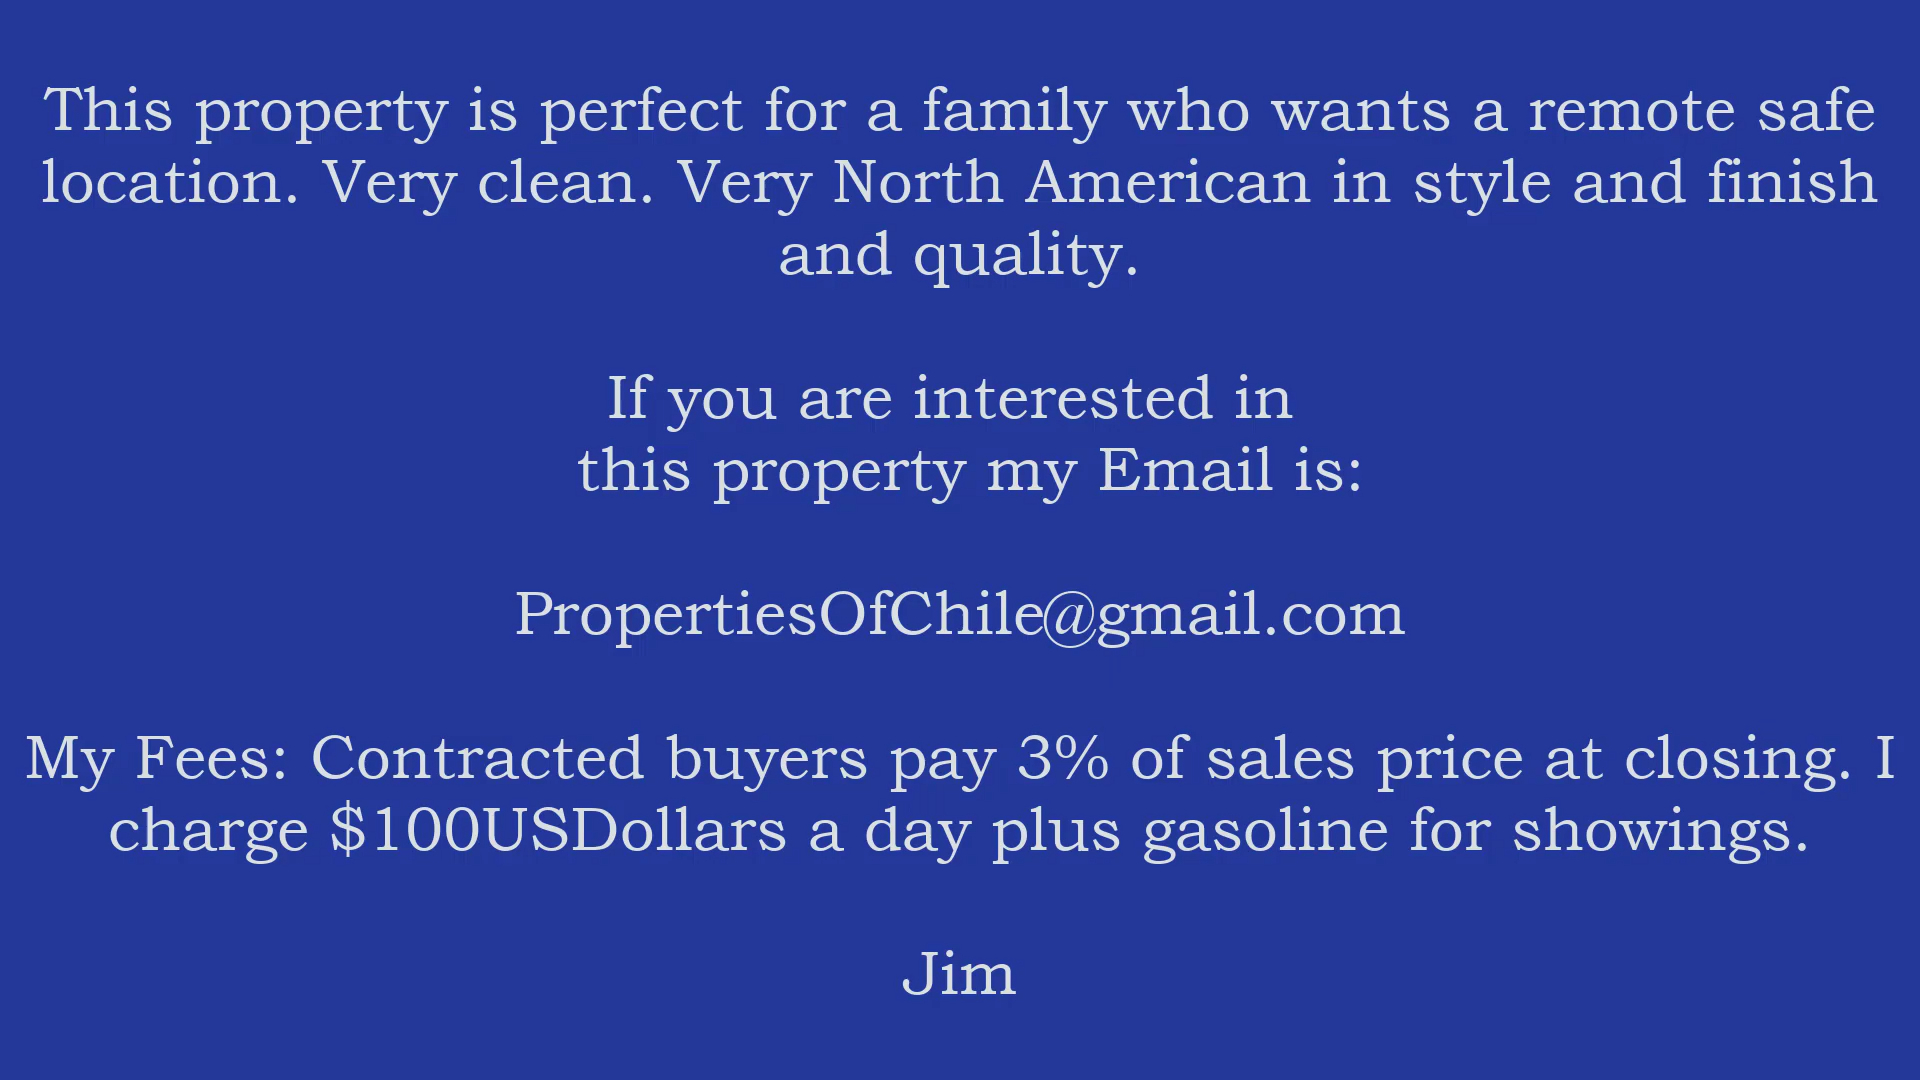 This property is perfect for a family who wants a remote safe
location. Very clean. Very North American in style and finish
and quality.
If you are interested in
this property my Email is:
PropertiesOfChile@gmail.com
My Fees: Contracted buyers pay 3% of sales price at closing. I
charge $100USDollars a day plus gasoline for showings.
Jim